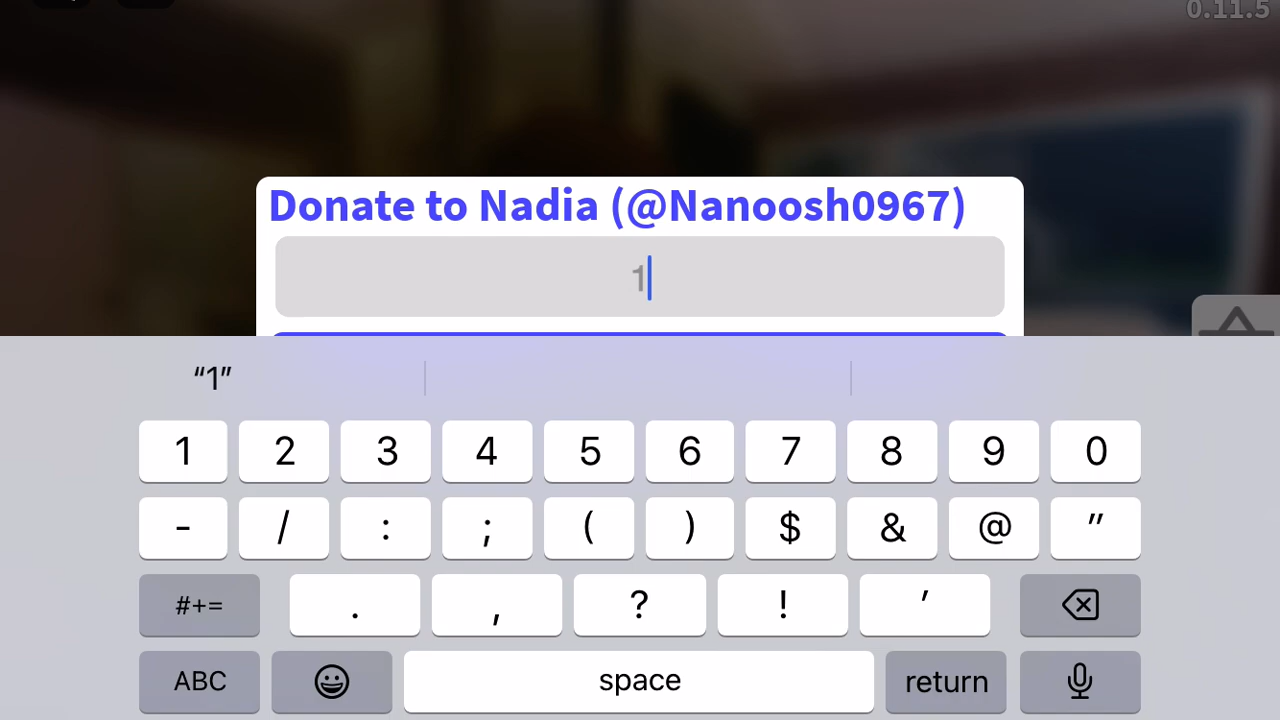 0.11.5
Donate to Nadia (@Nanoosh0967)
1
“1”
1 2 3 4 5 6 7 8 9 0
- / : ; ( ) $ & @ "
#+= . , ? ! '
ABC space return